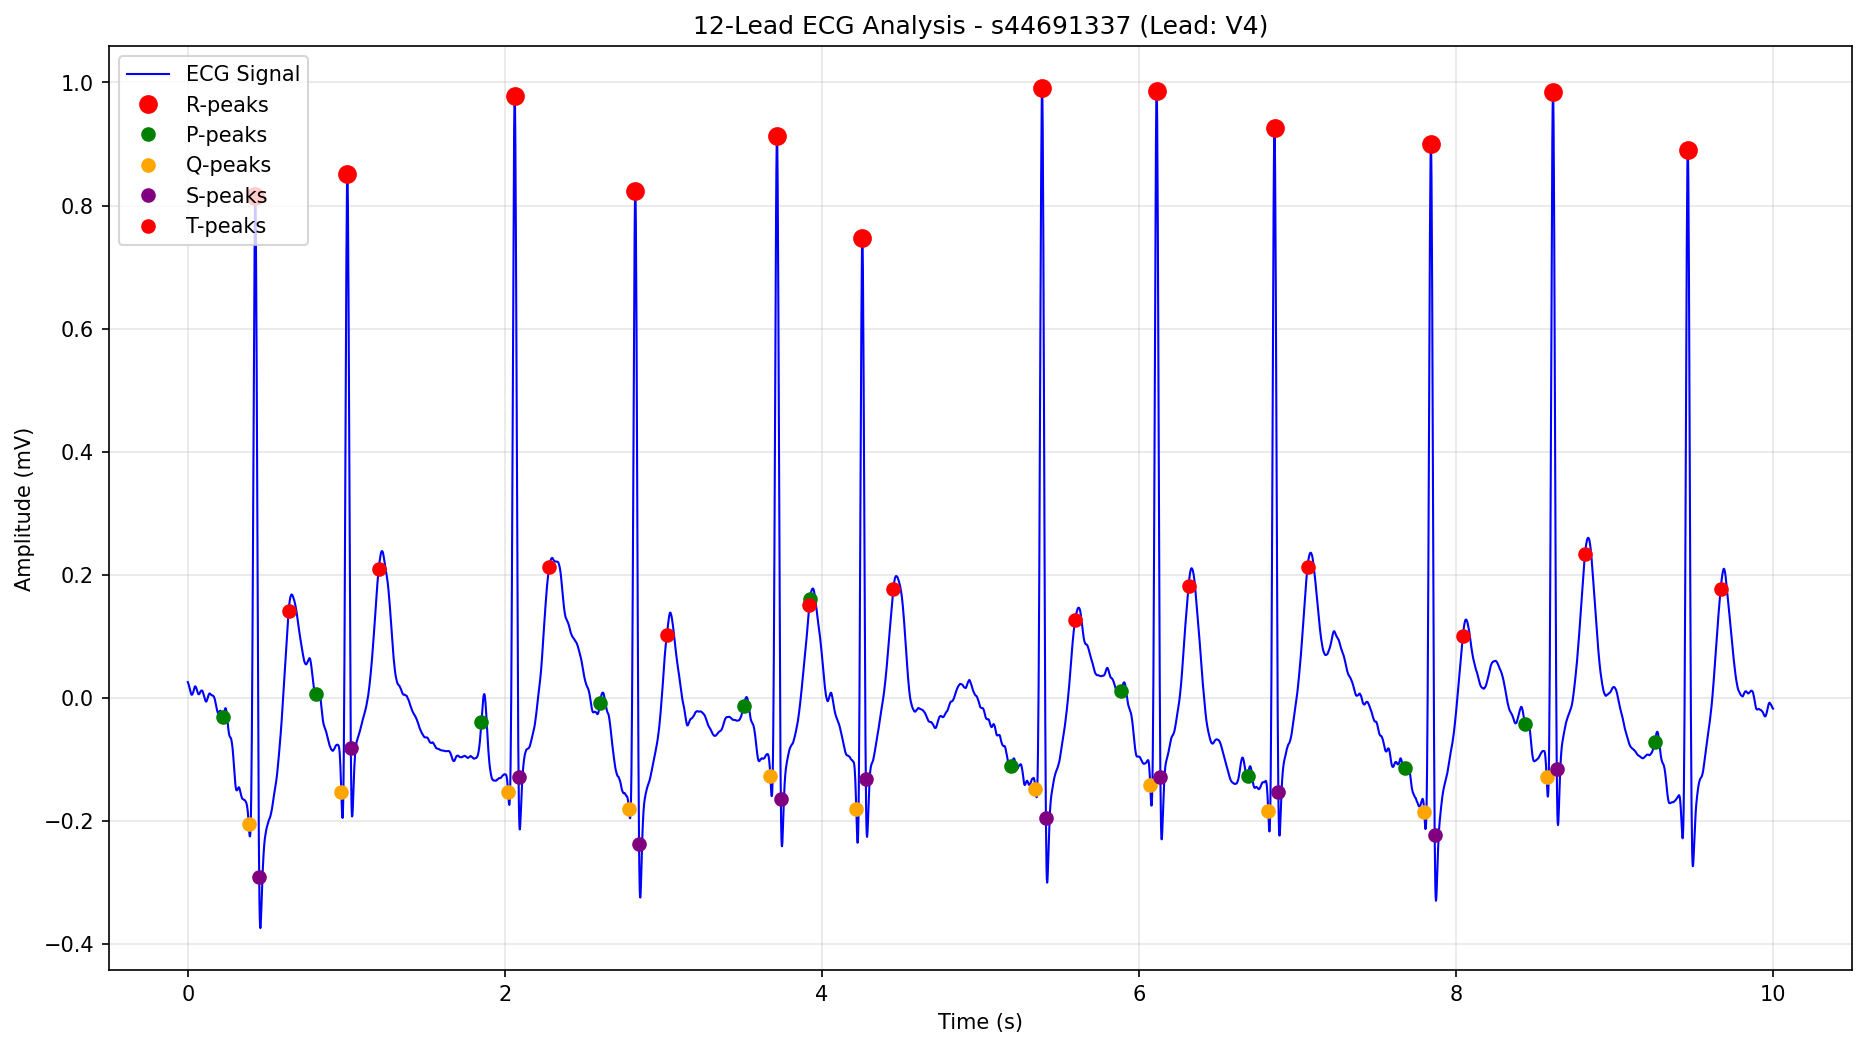 12-Lead ECG Analysis - s44691337 (Lead: V4)
ECG Signal
R-peaks
P-peaks
Q-peaks
S-peaks
T-peaks
1.0
0.8
0.6
0.4
0.2
0.0
−0.2
−0.4
Amplitude (mV)
0 2 4 6 8 10
Time (s)